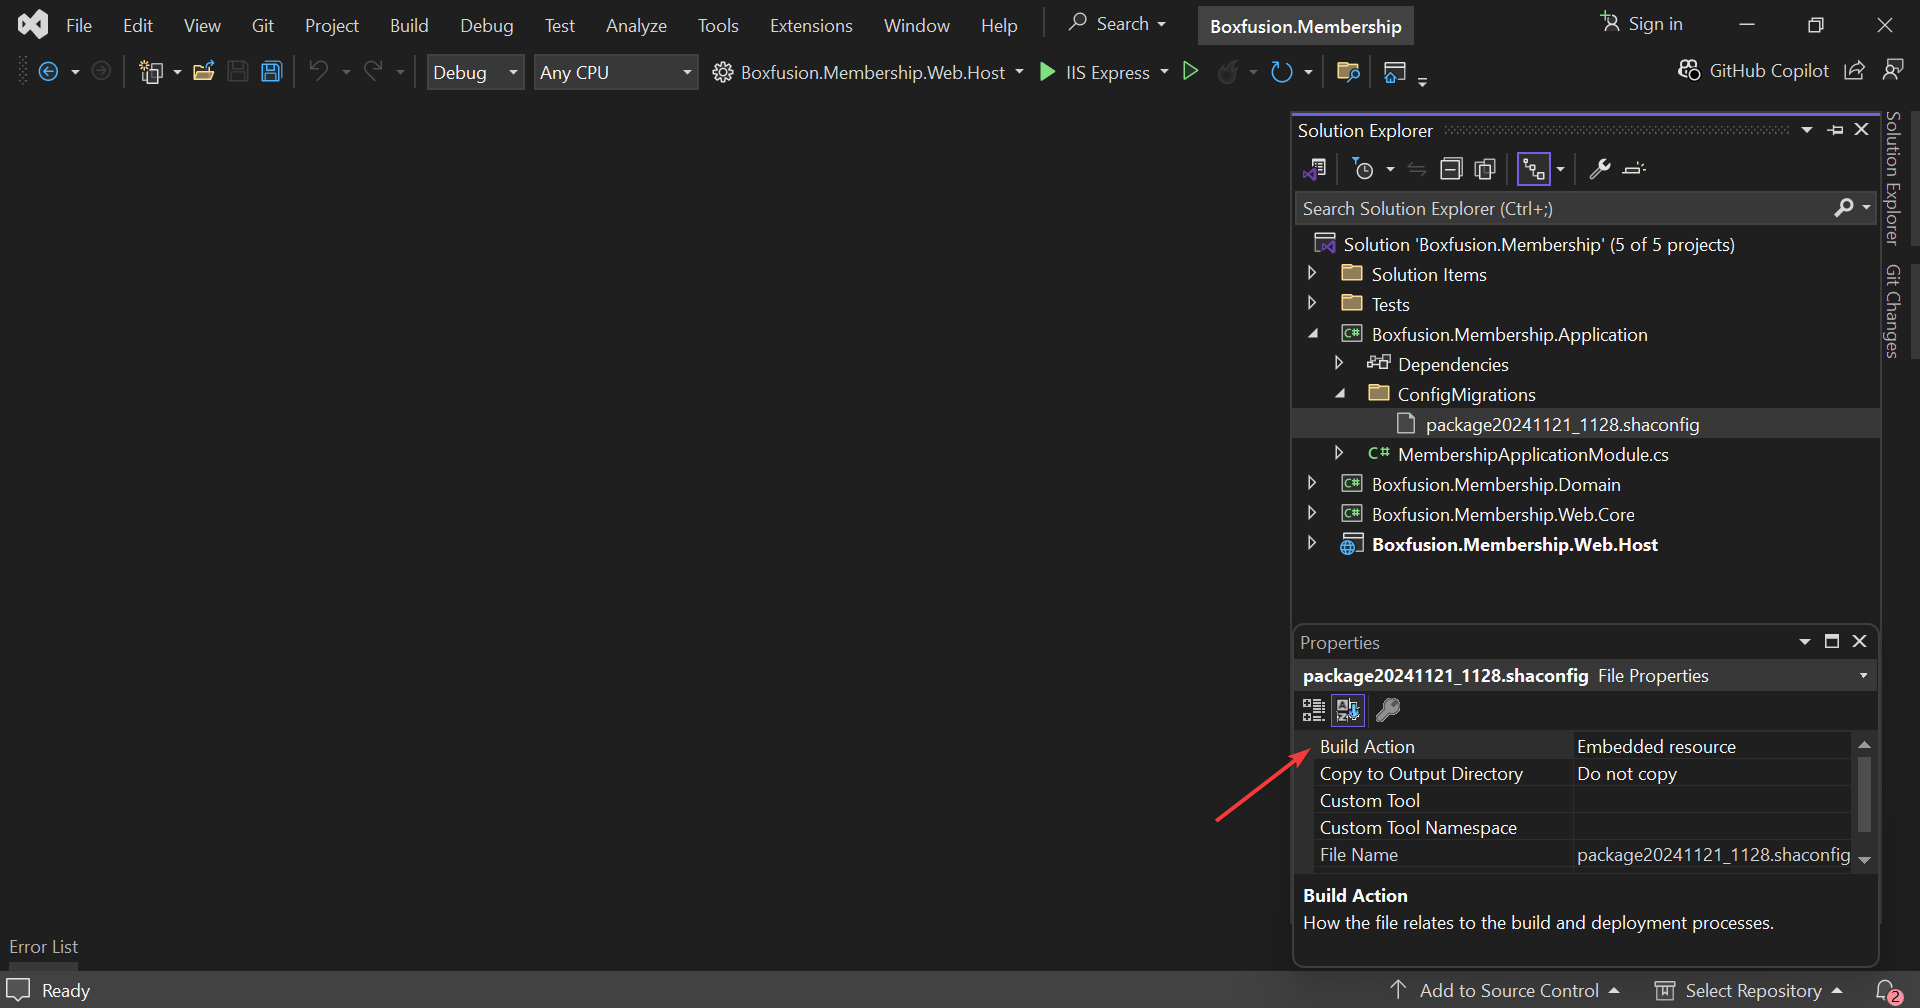 File Edit View Git Project Build Debug Test Analyze Tools Extensions Window Help Search Boxfusion.Membership Sign in
Debug Any CPU Boxfusion.Membership.Web.Host IIS Express GitHub Copilot
Solution Explorer
Search Solution Explorer (Ctrl+;)
Solution 'Boxfusion.Membership' (5 of 5 projects)
Solution Items
Tests
C# Boxfusion.Membership.Application
Dependencies
ConfigMigrations
package20241121_1128.shaconfig
C# MembershipApplicationModule.cs
C# Boxfusion.Membership.Domain
C# Boxfusion.Membership.Web.Core
Boxfusion.Membership.Web.Host
Solution Explorer
Git Changes
Properties
package20241121_1128.shaconfig File Properties
Build Action Embedded resource
Copy to Output Directory Do not copy
Custom Tool
Custom Tool Namespace
File Name package20241121_1128.shaconfig
Build Action
How the file relates to the build and deployment processes.
Error List
Ready Add to Source Control Select Repository 2